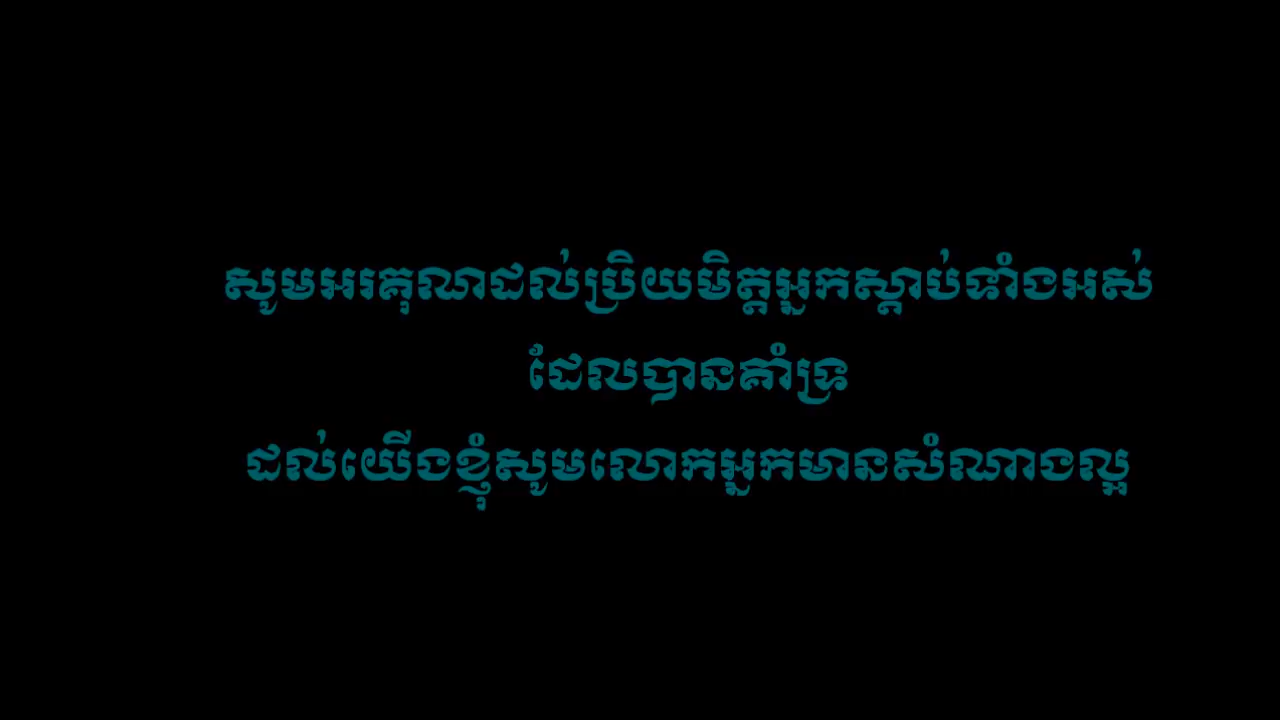 សូមអរគុណដល់ប្រិយមិត្តអ្នកស្តាប់ទាំងអស់
ដែលបានគាំទ្រ
ដល់យើងខ្ញុំសូមលោកអ្នកមានសំណាងល្អ